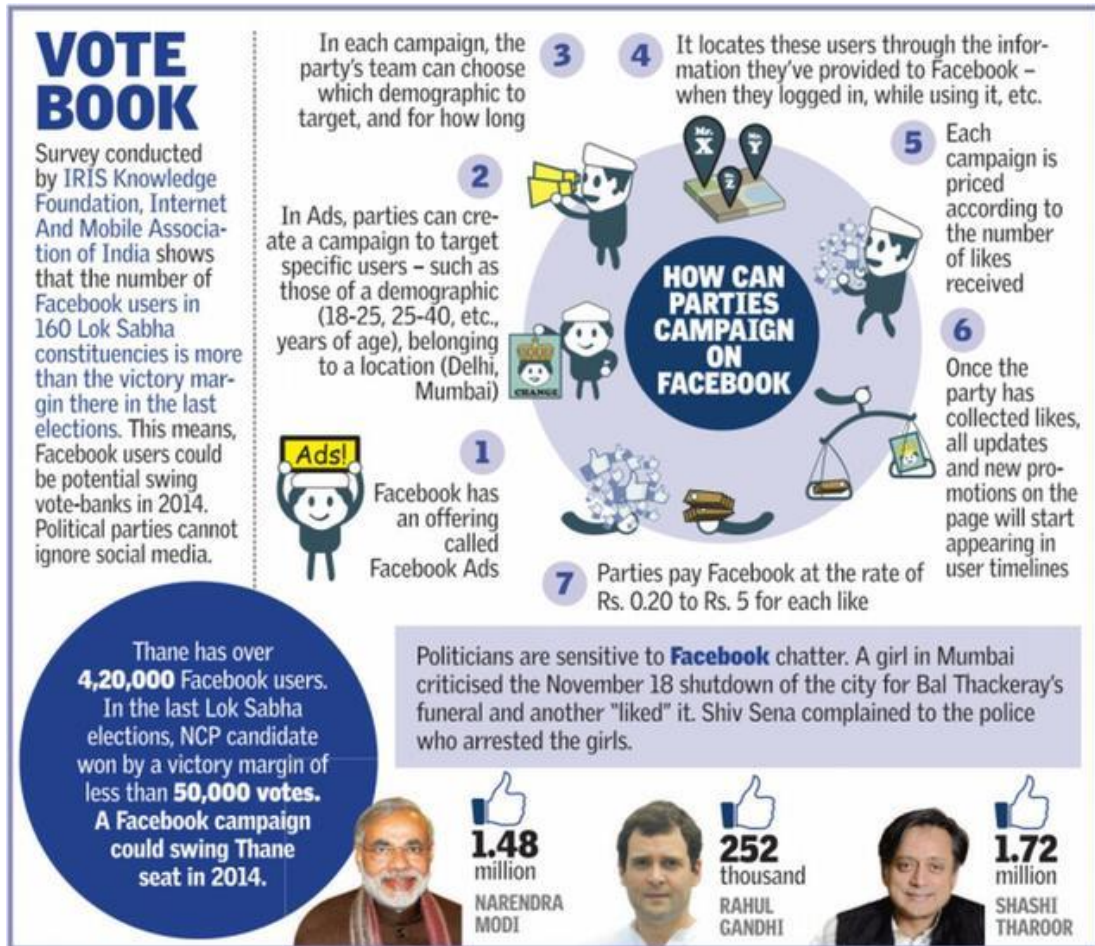 VOTE
BOOK
Survey conducted
by IRIS Knowledge
Foundation, Internet
And Mobile Associa-
tion of India shows
that the number of
Facebook users in
160 Lok Sabha
constituencies is more
than the victory mar-
gin there in the last
elections. This means,
Facebook users could
be potential swing
vote-banks in 2014.
Political parties cannot
ignore social media.
HOW CAN
PARTIES
CAMPAIGN
ON
FACEBOOK
Ads!
1
Facebook has
an offering
called
Facebook Ads
2
In Ads, parties can cre-
ate a campaign to target
specific users – such as
those of a demographic
(18-25, 25-40, etc.,
years of age), belonging
to a location (Delhi,
Mumbai)
CHANGE
3
In each campaign, the
party's team can choose
which demographic to
target, and for how long
4
It locates these users through the infor-
mation they've provided to Facebook –
when they logged in, while using it, etc.
Mr.
X
Mr.
Y
Mr.
Z
5
Each
campaign is
priced
according to
the number
of likes
received
6
Once the
party has
collected likes,
all updates
and new pro-
motions on the
page will start
appearing in
user timelines
7
Parties pay Facebook at the rate of
Rs. 0.20 to Rs. 5 for each like
Thane has over
4,20,000 Facebook users.
In the last Lok Sabha
elections, NCP candidate
won by a victory margin of
less than 50,000 votes.
A Facebook campaign
could swing Thane
seat in 2014.
Politicians are sensitive to Facebook chatter. A girl in Mumbai
criticised the November 18 shutdown of the city for Bal Thackeray's
funeral and another "liked" it. Shiv Sena complained to the police
who arrested the girls.
1.48
million
NARENDRA
MODI
252
thousand
RAHUL
GANDHI
1.72
million
SHASHI
THAROOR